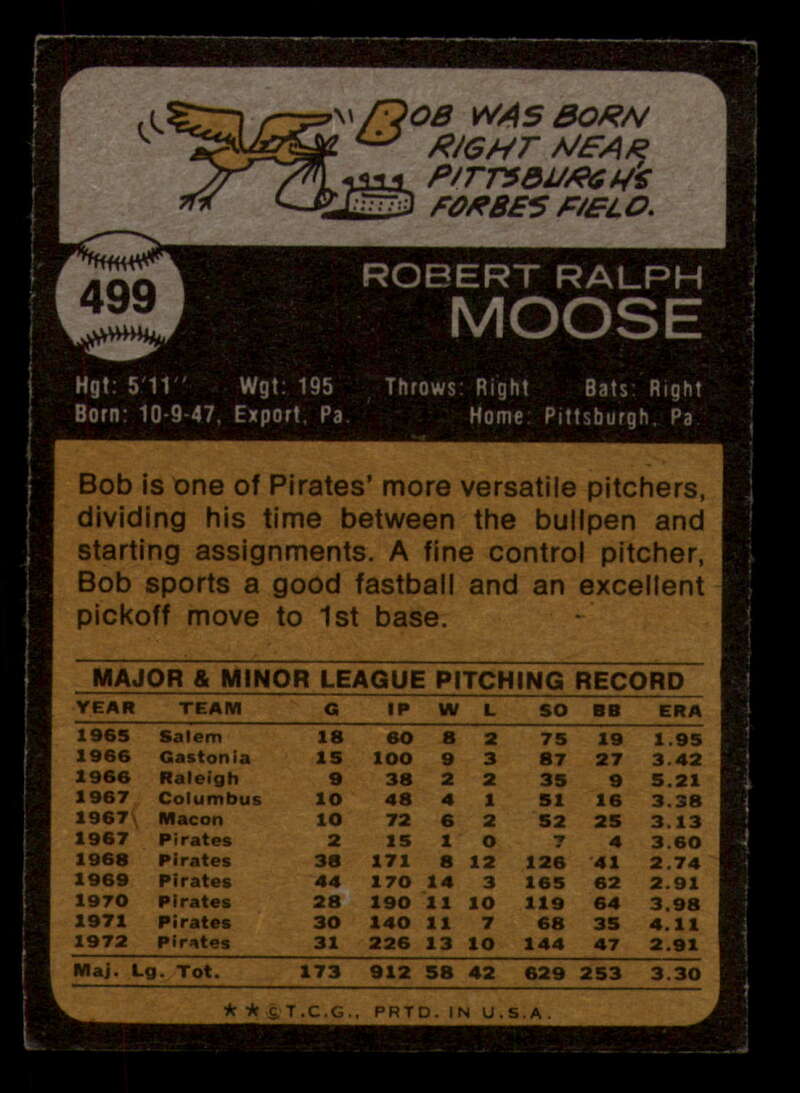 BOB WAS BORN
RIGHT NEAR
PITTSBURGH'S
FORBES FIELD.
499
ROBERT RALPH
MOOSE
Hgt: 5'11" Wgt: 195 Throws: Right Bats: Right
Born: 10-9-47, Export, Pa. Home: Pittsburgh, Pa.
Bob is one of Pirates' more versatile pitchers,
dividing his time between the bullpen and
starting assignments. A fine control pitcher,
Bob sports a good fastball and an excellent
pickoff move to 1st base.
MAJOR & MINOR LEAGUE PITCHING RECORD
YEAR TEAM G IP W L SO BB ERA
1965 Salem 18 60 8 2 75 19 1.95
1966 Gastonia 15 100 9 3 87 27 3.42
1966 Raleigh 9 38 2 2 35 9 5.21
1967 Columbus 10 48 4 1 51 16 3.38
1967 Macon 10 72 6 2 52 25 3.13
1967 Pirates 2 15 1 0 7 4 3.60
1968 Pirates 38 171 8 12 126 41 2.74
1969 Pirates 44 170 14 3 165 62 2.91
1970 Pirates 28 190 11 10 119 64 3.98
1971 Pirates 30 140 11 7 68 35 4.11
1972 Pirates 31 226 13 10 144 47 2.91
Maj. Lg. Tot. 173 912 58 42 629 253 3.30
★★© T.C.G., PRTD. IN U.S.A.